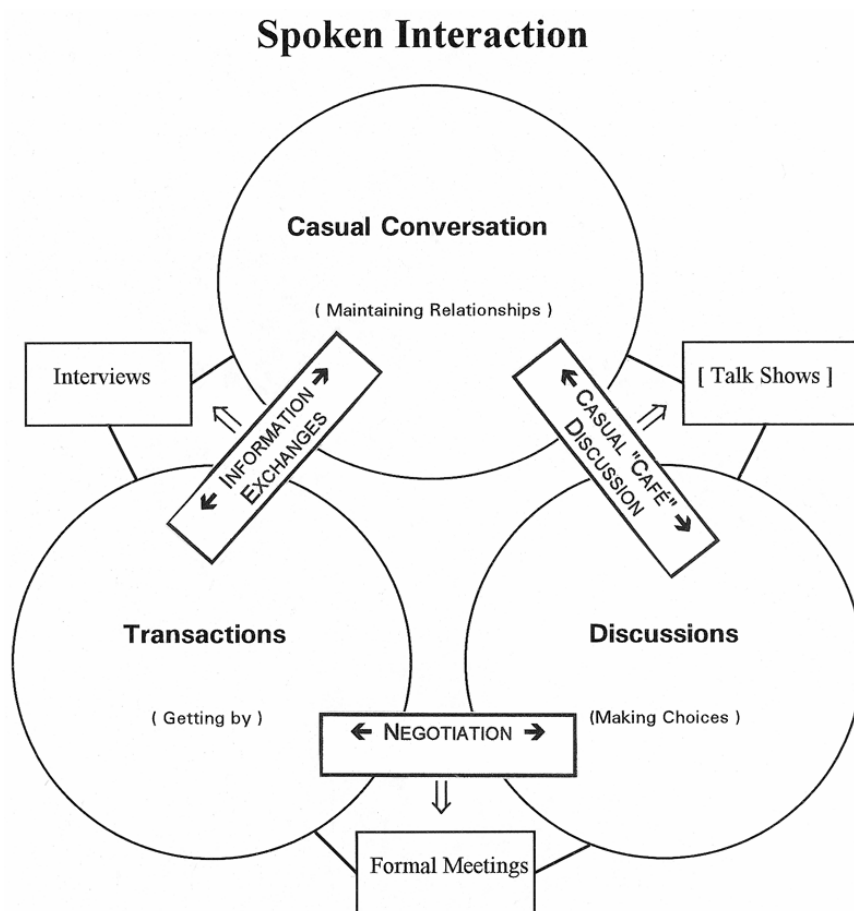 Spoken Interaction
Casual Conversation
( Maintaining Relationships )
Interviews
[ Talk Shows ]
← INFORMATION →
EXCHANGES
← CASUAL "CAFÉ" →
DISCUSSION
Transactions
( Getting by )
Discussions
(Making Choices )
← NEGOTIATION →
Formal Meetings